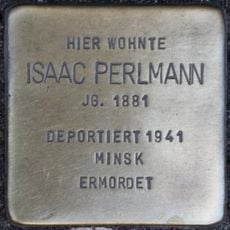 HIER WOHNTE
ISAAC PERLMANN
JG. 1881
DEPORTIERT 1941
MINSK
ERMORDET